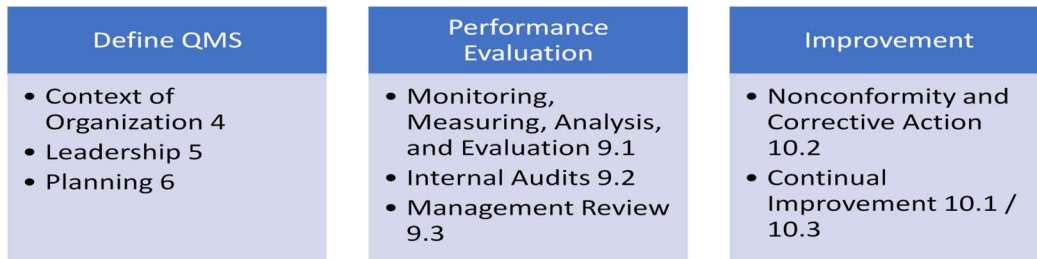 Define QMS
• Context of
Organization 4
• Leadership 5
• Planning 6
Performance
Evaluation
• Monitoring,
Measuring, Analysis,
and Evaluation 9.1
• Internal Audits 9.2
• Management Review
9.3
Improvement
• Nonconformity and
Corrective Action
10.2
• Continual
Improvement 10.1 /
10.3